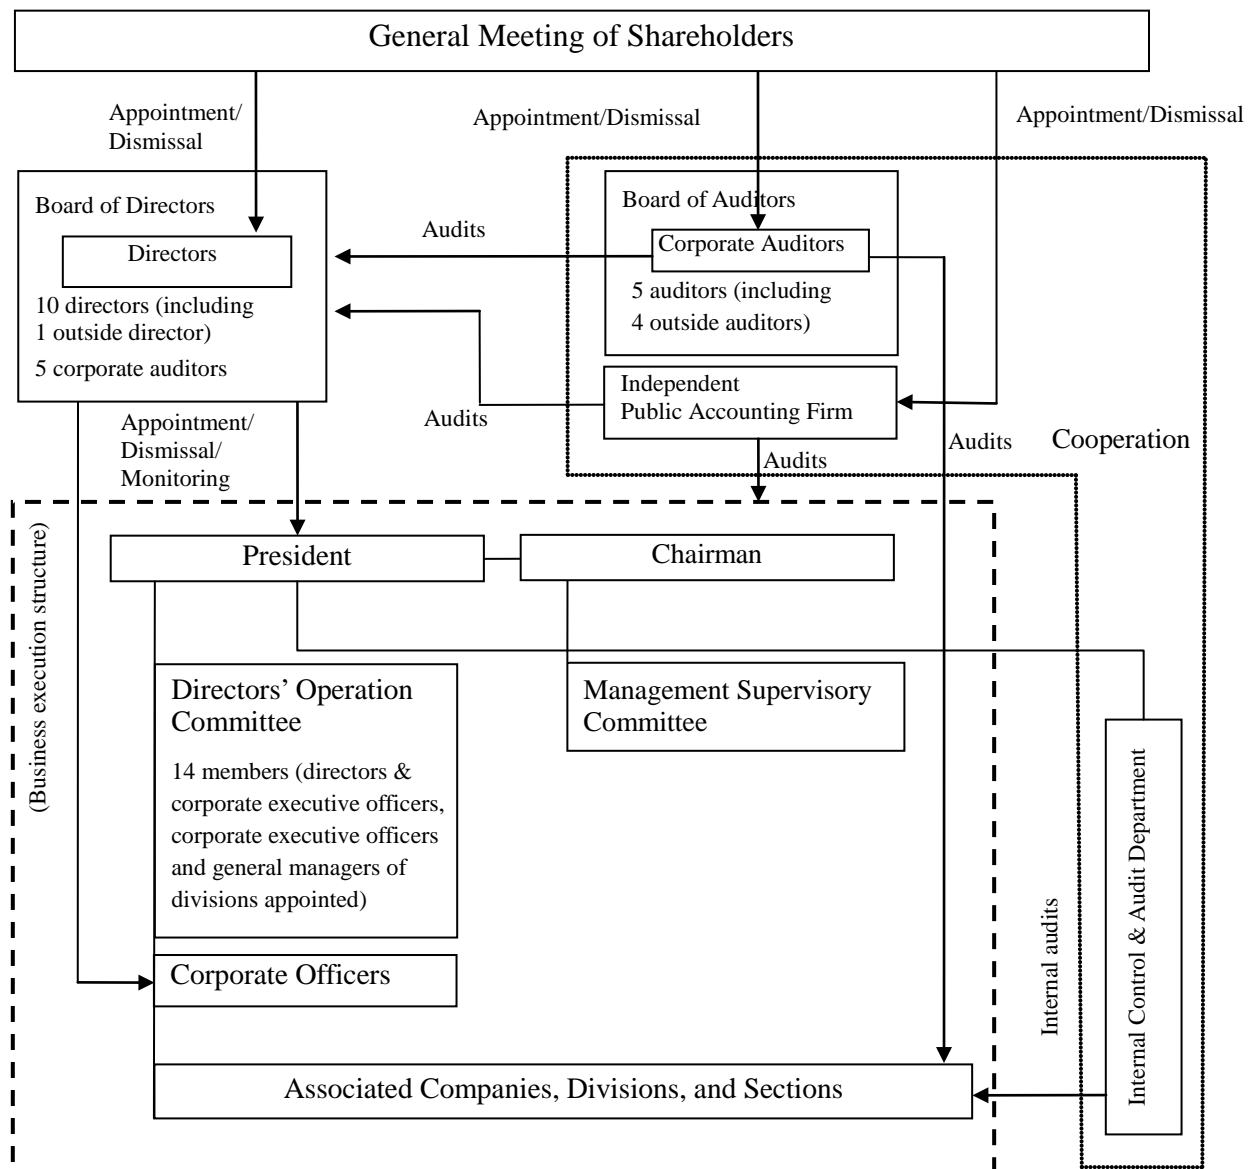 General Meeting of Shareholders
Appointment/
Dismissal
Appointment/Dismissal
Appointment/Dismissal
Board of Directors
Directors
10 directors (including
1 outside director)
5 corporate auditors
Audits
Board of Auditors
Corporate Auditors
5 auditors (including
4 outside auditors)
Independent
Public Accounting Firm
Audits
Audits
Audits
Cooperation
Appointment/
Dismissal/
Monitoring
(Business execution structure)
President
Chairman
Directors’ Operation
Committee
14 members (directors &
corporate executive officers,
corporate executive officers
and general managers of
divisions appointed)
Management Supervisory
Committee
Corporate Officers
Associated Companies, Divisions, and Sections
Internal audits
Internal Control & Audit Department